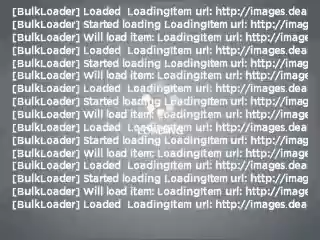 [BulkLoader] Loaded LoadingItem url: http://images.dea
[BulkLoader] Started loading LoadingItem url: http://imag
[BulkLoader] Will load item: LoadingItem url: http://image
[BulkLoader] Loaded LoadingItem url: http://images.dea
[BulkLoader] Started loading LoadingItem url: http://imag
[BulkLoader] Will load item: LoadingItem url: http://image
[BulkLoader] Loaded LoadingItem url: http://images.dea
[BulkLoader] Started loading LoadingItem url: http://imag
[BulkLoader] Will load item: LoadingItem url: http://image
[BulkLoader] Loaded LoadingItem url: http://images.dea
LOADING
[BulkLoader] Started loading LoadingItem url: http://imag
[BulkLoader] Will load item: LoadingItem url: http://image
[BulkLoader] Loaded LoadingItem url: http://images.dea
[BulkLoader] Started loading LoadingItem url: http://imag
[BulkLoader] Will load item: LoadingItem url: http://image
[BulkLoader] Loaded LoadingItem url: http://images.dea